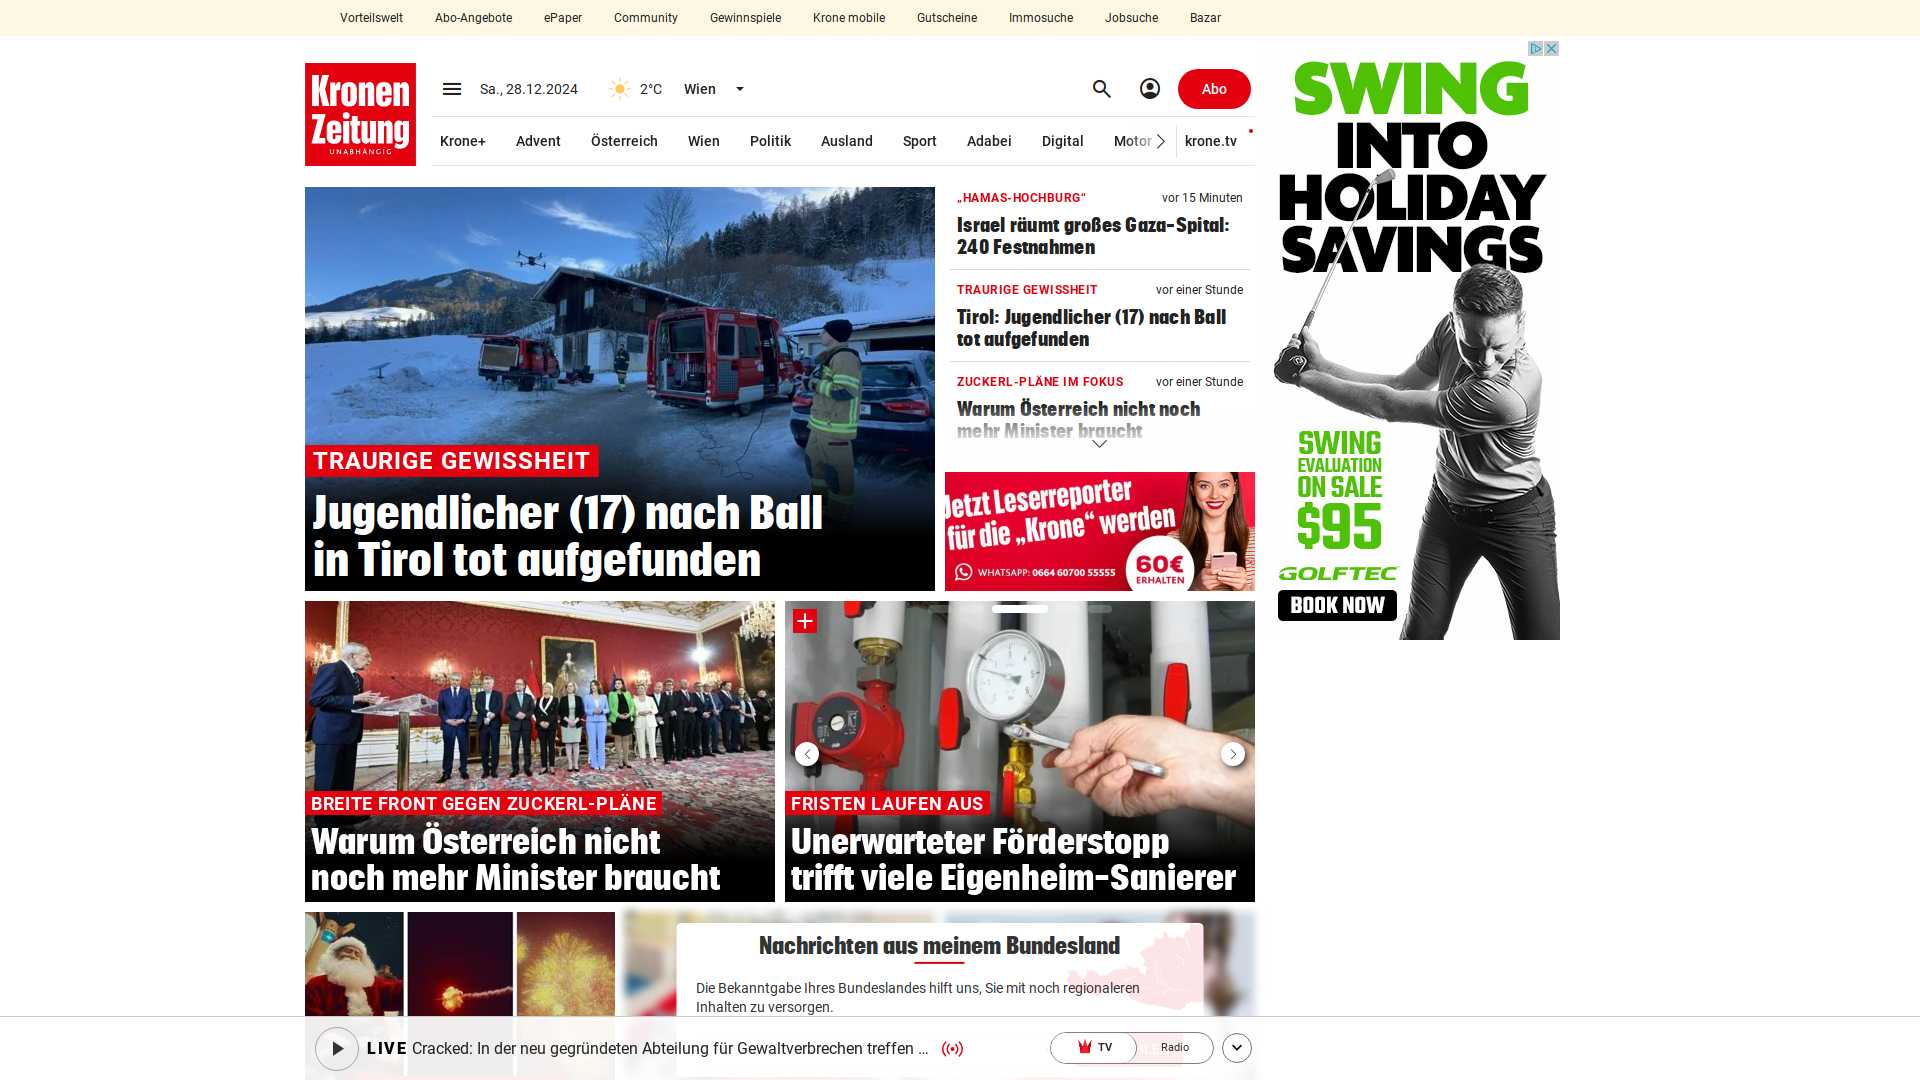 Vorteilswelt
Abo-Angebote
ePaper
Community
Gewinnspiele
Krone mobile
Gutscheine
Immosuche
Jobsuche
Bazar
Kronen
Zeitung
UNABHÄNGIG
Sa., 28.12.2024
2°C
Wien
Abo
Krone+
Advent
Österreich
Wien
Politik
Ausland
Sport
Adabei
Digital
Motor
krone.tv
TRAURIGE GEWISSHEIT
Jugendlicher (17) nach Ball
in Tirol tot aufgefunden
„HAMAS-HOCHBURG“
vor 15 Minuten
Israel räumt großes Gaza-Spital:
240 Festnahmen
TRAURIGE GEWISSHEIT
vor einer Stunde
Tirol: Jugendlicher (17) nach Ball
tot aufgefunden
ZUCKERL-PLÄNE IM FOKUS
vor einer Stunde
Warum Österreich nicht noch
mehr Minister braucht
Jetzt Leserreporter
für die „Krone“ werden
WHATSAPP: 0664 60700 55555
60€
ERHALTEN
SWING
INTO
HOLIDAY
SAVINGS
SWING
EVALUATION
ON SALE
$95
GOLFTEC
BOOK NOW
BREITE FRONT GEGEN ZUCKERL-PLÄNE
Warum Österreich nicht
noch mehr Minister braucht
FRISTEN LAUFEN AUS
Unerwarteter Förderstopp
trifft viele Eigenheim-Sanierer
Nachrichten aus meinem Bundesland
Die Bekanntgabe Ihres Bundeslandes hilft uns, Sie mit noch regionaleren
Inhalten zu versorgen.
LIVE Cracked: In der neu gegründeten Abteilung für Gewaltverbrechen treffen ...
TV
Radio